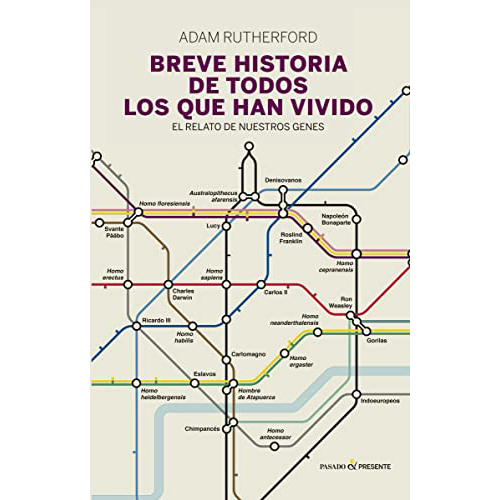 ADAM RUTHERFORD
BREVE HISTORIA
DE TODOS
LOS QUE HAN VIVIDO
EL RELATO DE NUESTROS GENES
Denisovanos
Australopithecus
afarensis
Homo floresiensis
Svante
Pääbo
Lucy
Roslind
Franklin
Napoleón
Bonaparte
Homo
cepranensis
Homo
erectus
Charles
Darwin
Homo
sapiens
Carlos II
Ron
Weasley
Ricardo III
Homo
habilis
Homo
neanderthalensis
Gorilas
Carlomagno
Homo
ergaster
Eslavos
Homo
heidelbergensis
Hombre
de Atapuerca
Indoeuropeos
Chimpancés
Homo
antacessor
PASADO & PRESENTE